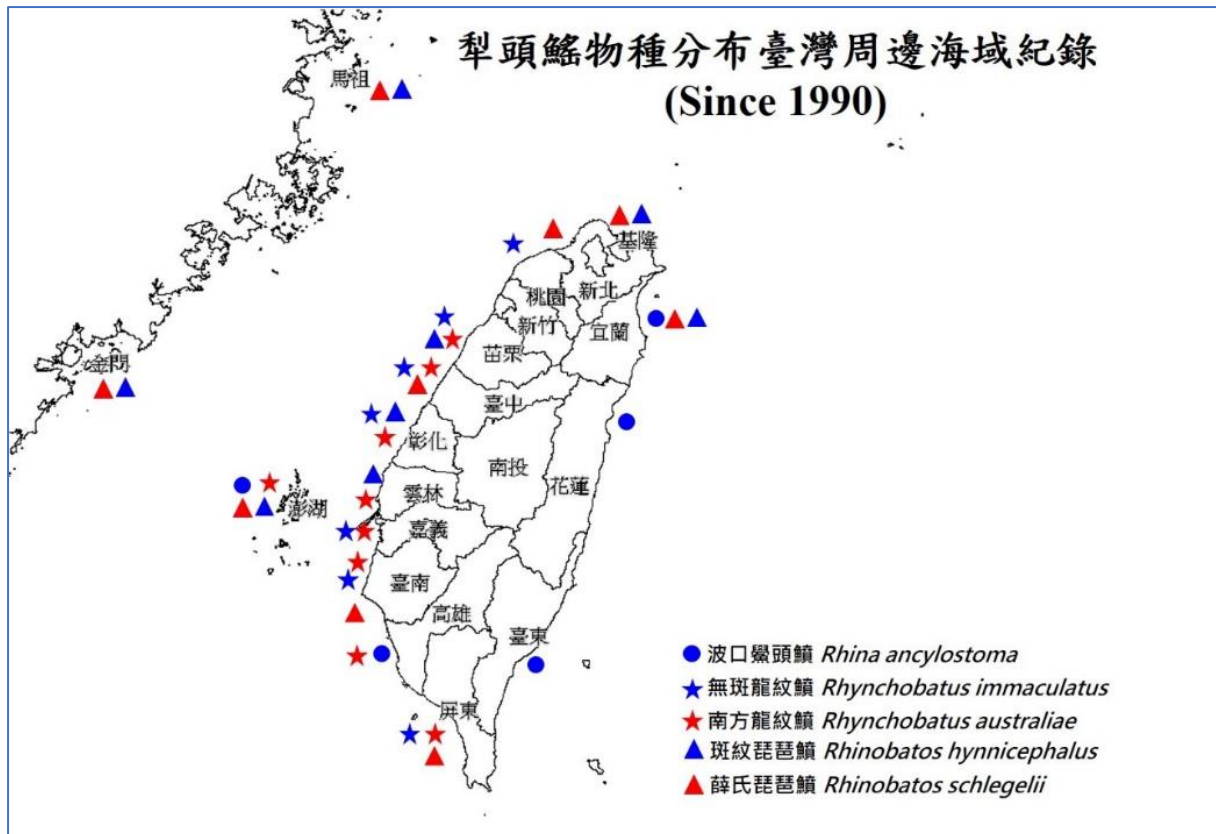 犁頭鰩物種分布臺灣周邊海域紀錄
(Since 1990)
馬祖
基隆
新北
桃園
新竹
宜蘭
苗栗
金門
臺中
彰化
南投
花蓮
澎湖
雲林
嘉義
臺南
高雄
臺東
屏東
波口鱟頭鱝 Rhina ancylostoma
無斑龍紋鱝 Rhynchobatus immaculatus
南方龍紋鱝 Rhynchobatus australiae
斑紋琵琶鱝 Rhinobatos hynnicephalus
薛氏琵琶鱝 Rhinobatos schlegelii